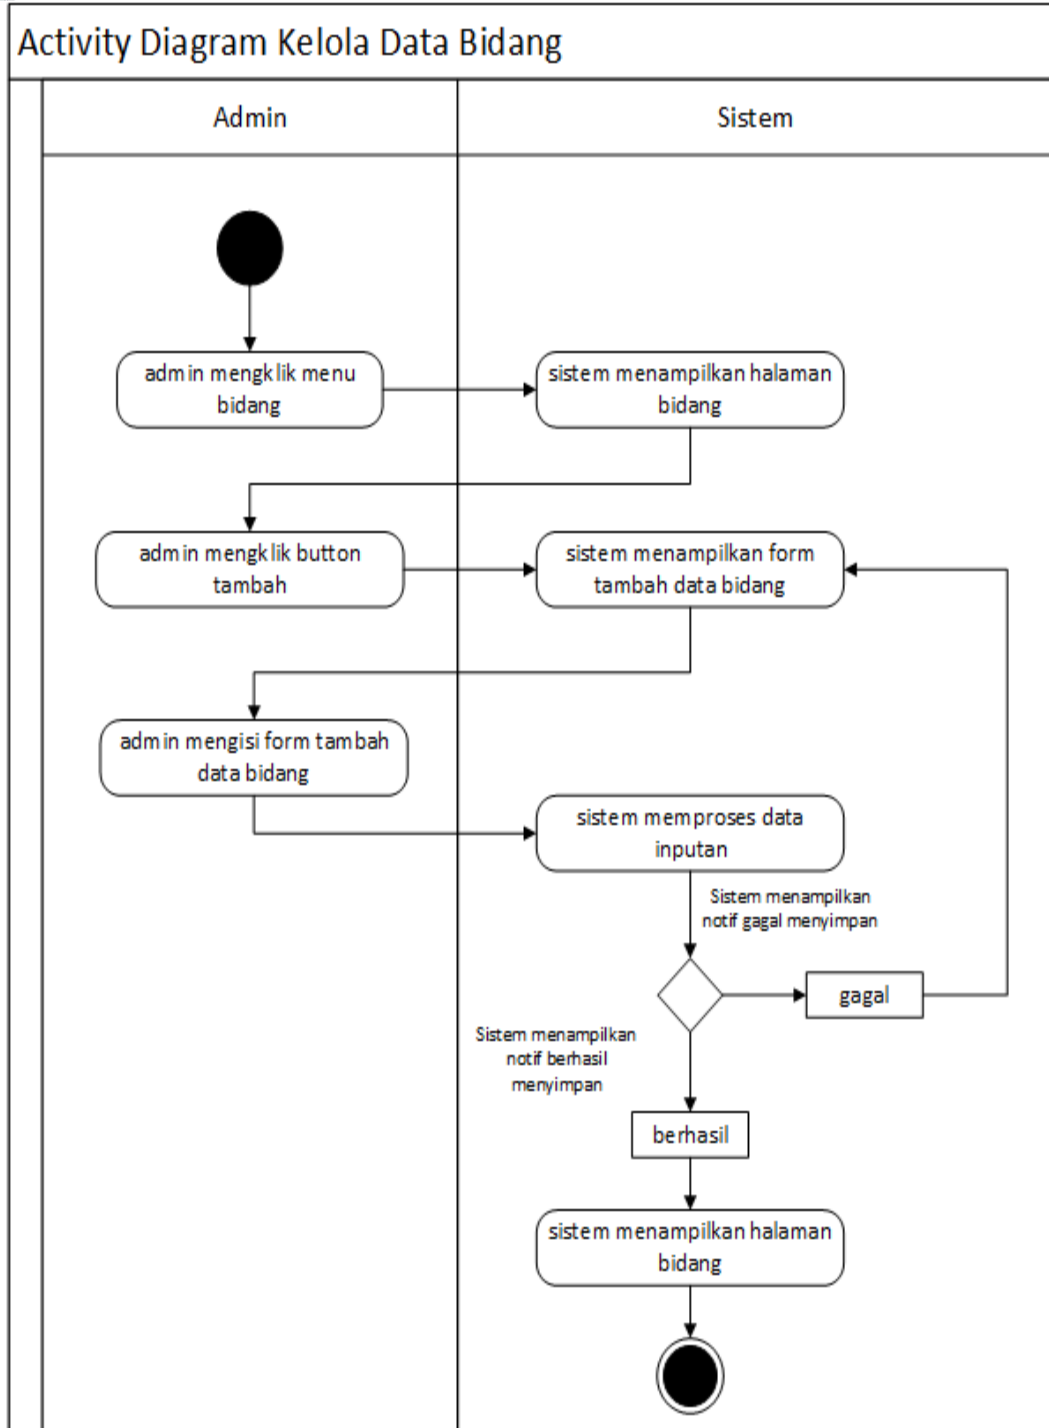 Activity Diagram Kelola Data Bidang
Admin
Sistem
admin mengklik menu
bidang
sistem menampilkan halaman
bidang
admin mengklik button
tambah
sistem menampilkan form
tambah data bidang
admin mengisi form tambah
data bidang
sistem memproses data
inputan
Sistem menampilkan
notif gagal menyimpan
gagal
Sistem menampilkan
notif berhasil
menyimpan
berhasil
sistem menampilkan halaman
bidang